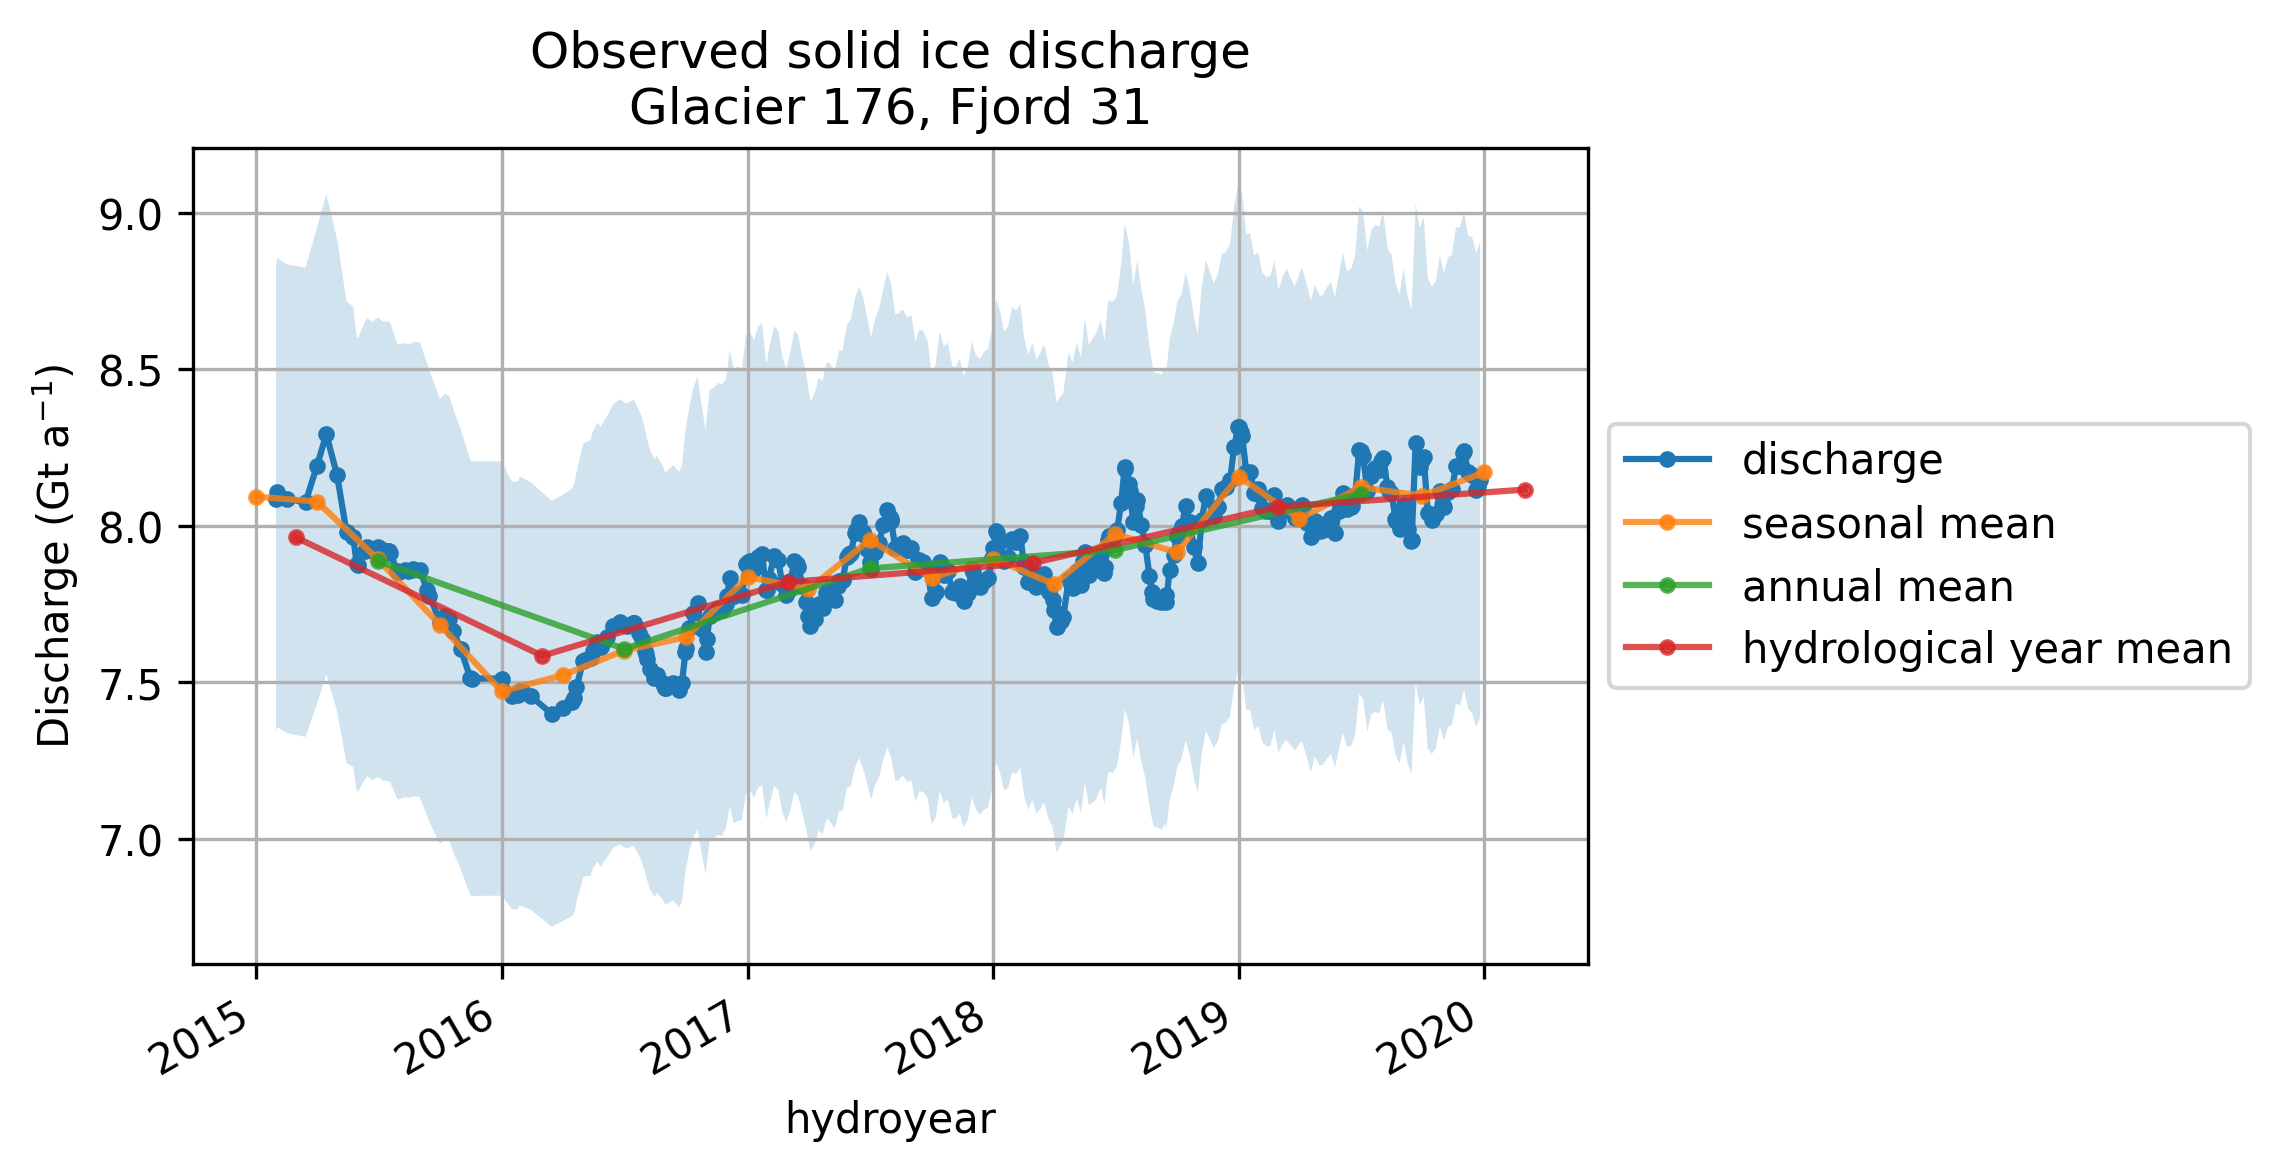 Observed solid ice discharge
Glacier 176, Fjord 31
Discharge (Gt a⁻¹)
9.0
8.5
8.0
7.5
7.0
2015
2016
2017
2018
2019
2020
hydroyear
discharge
seasonal mean
annual mean
hydrological year mean